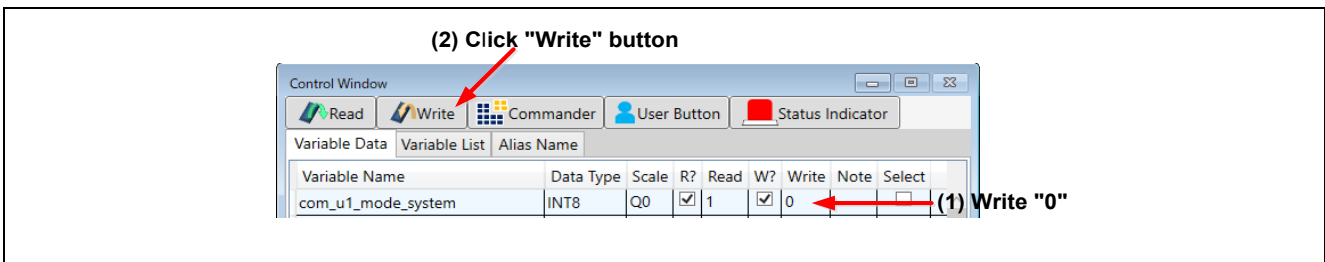 (2) Click "Write" button
Control Window
Read Write Commander User Button Status Indicator
Variable Data Variable List Alias Name
Variable Name Data Type Scale R? Read W? Write Note Select
com_u1_mode_system INT8 Q0 1 0
(1) Write "0"